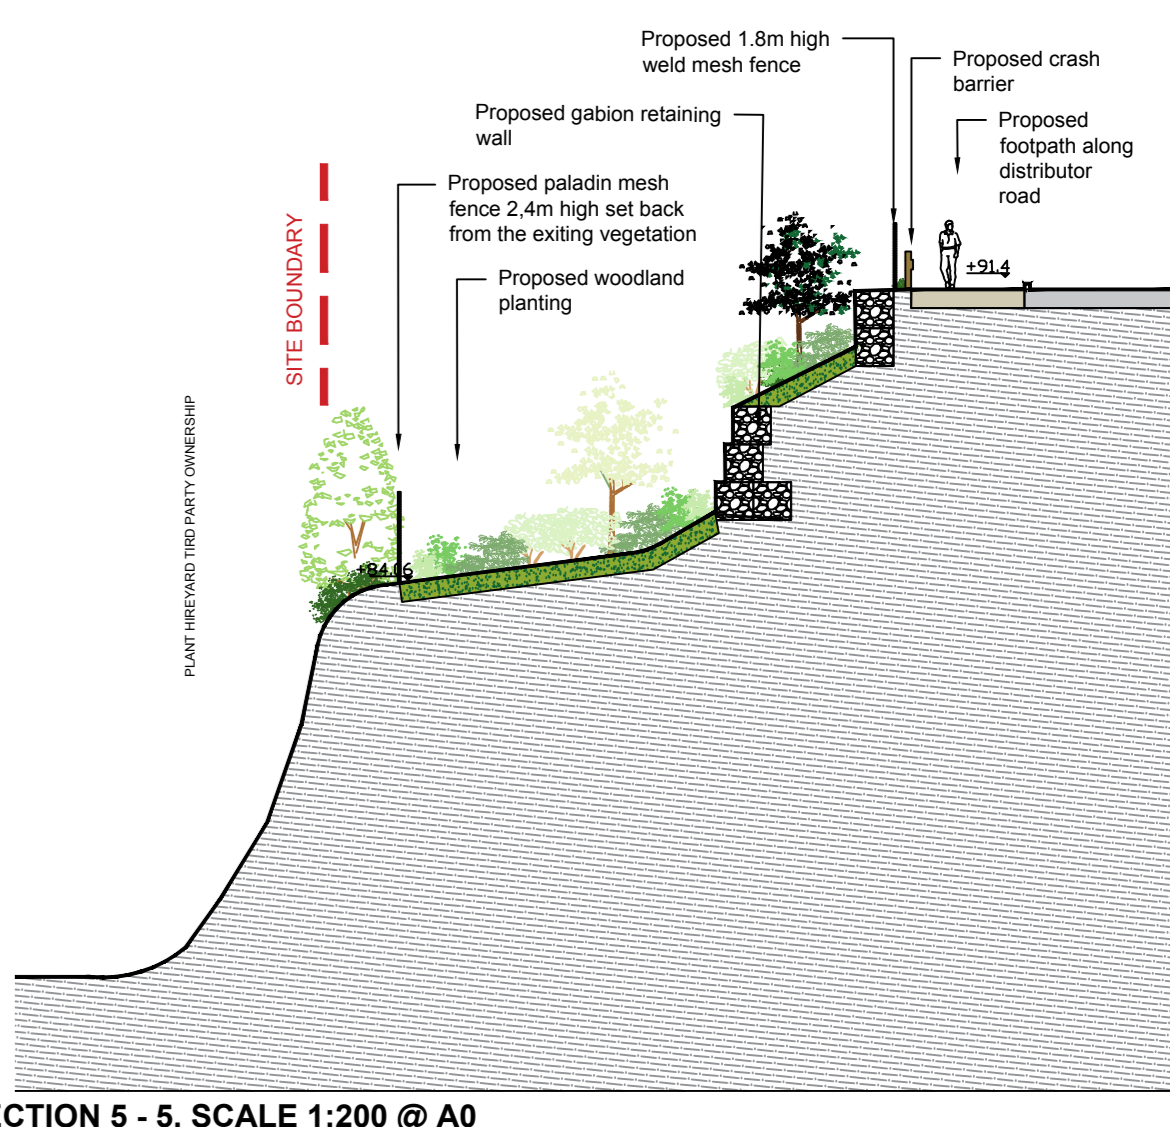 Proposed 1.8m high
weld mesh fence
Proposed crash
barrier
Proposed gabion retaining
wall
Proposed
footpath along
distributor
road
Proposed paladin mesh
fence 2,4m high set back
from the exiting vegetation
Proposed woodland
planting
SITE BOUNDARY
PLANT HIREYARD TIRD PARTY OWNERSHIP
+91.4
+84.06
ECTION 5 - 5. SCALE 1:200 @ A0